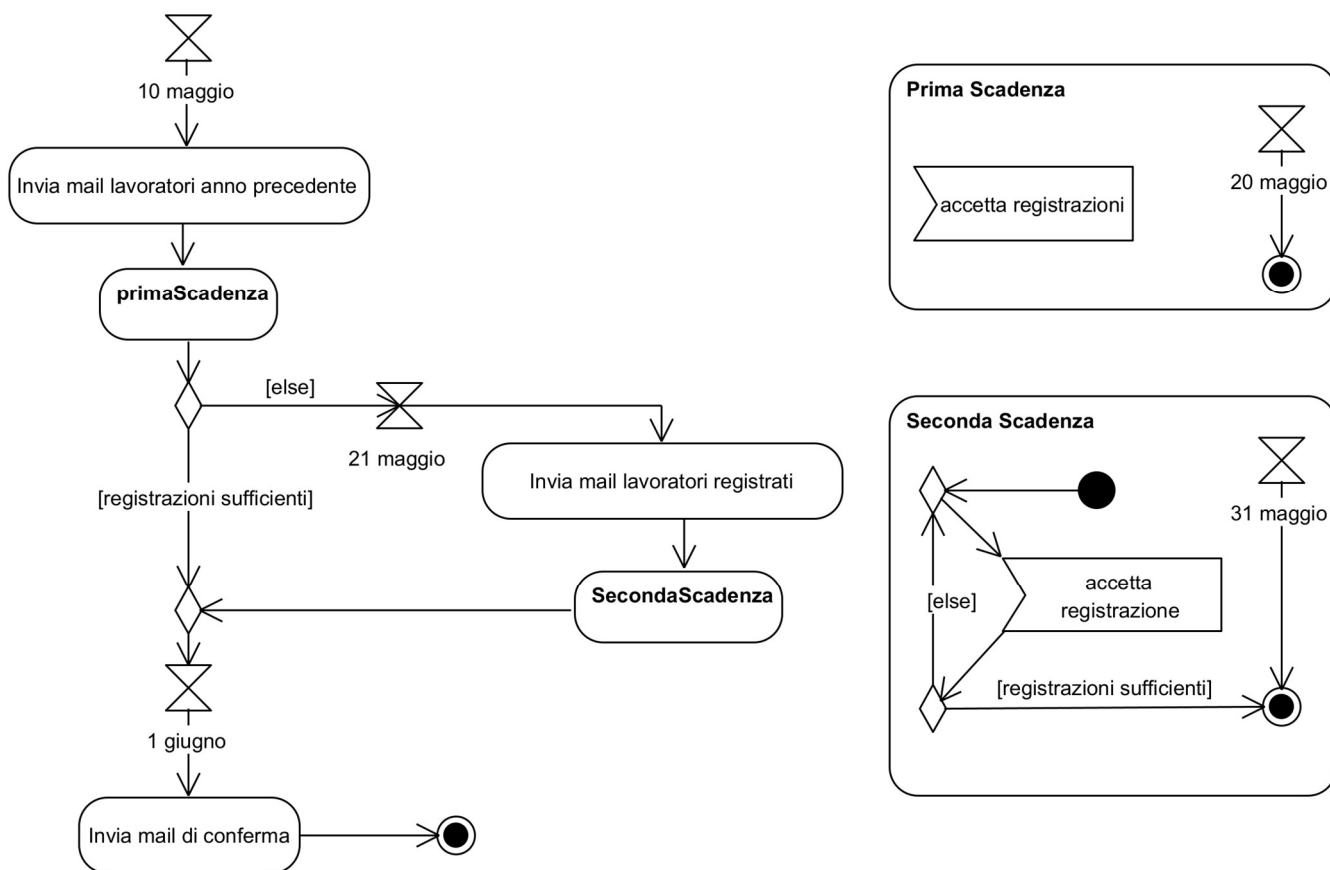 10 maggio
Invia mail lavoratori anno precedente
primaScadenza
[else]
21 maggio
Invia mail lavoratori registrati
[registrazioni sufficienti]
SecondaScadenza
1 giugno
Invia mail di conferma
Prima Scadenza
accetta registrazioni
20 maggio
Seconda Scadenza
31 maggio
accetta
registrazione
[else]
[registrazioni sufficienti]